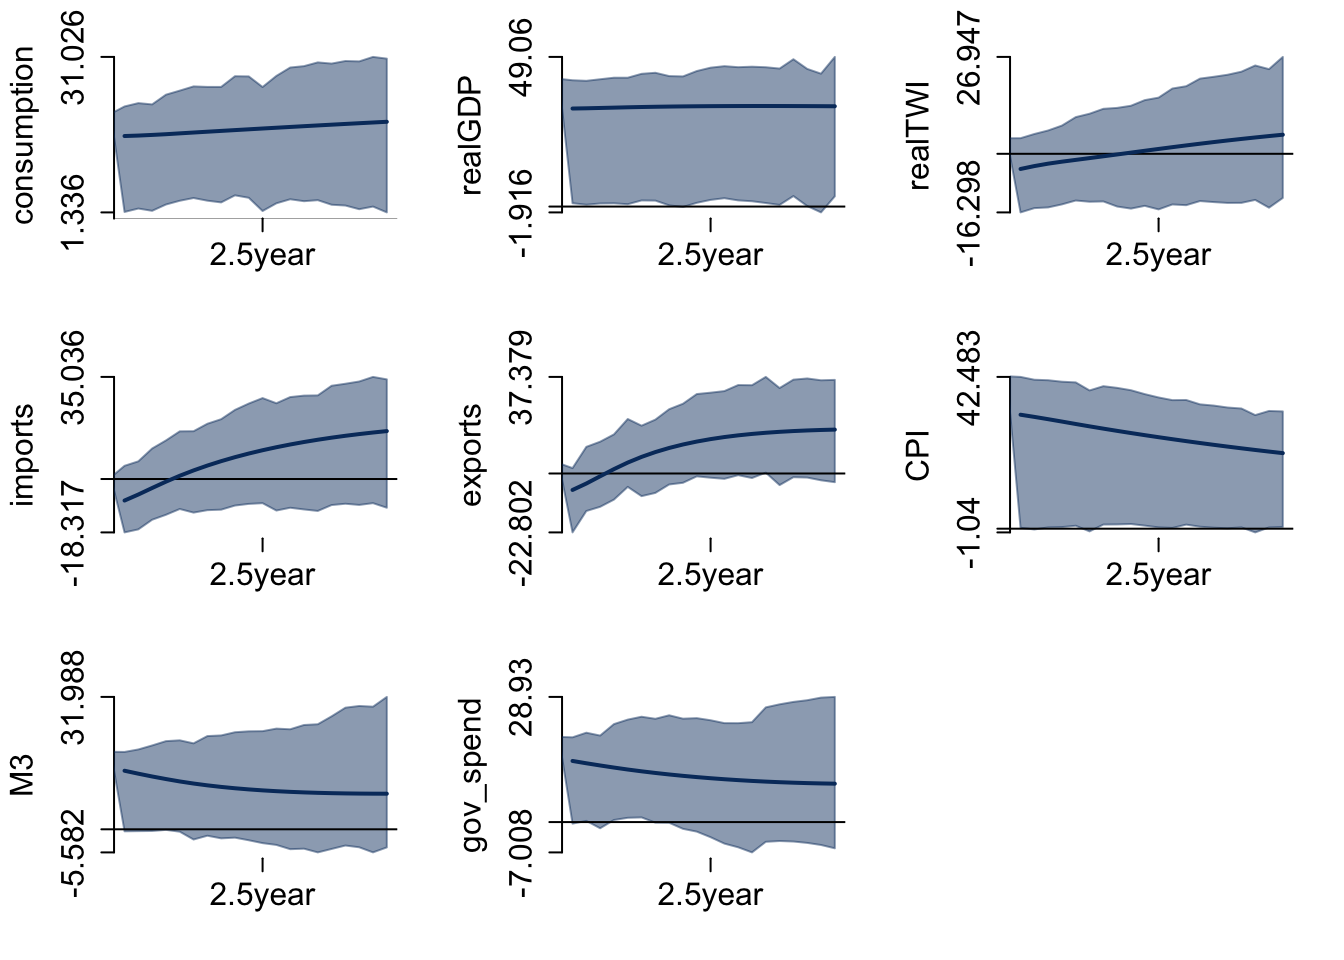 consumption
31.026
1.336
2.5year
realGDP
49.06
-1.916
2.5year
realTWI
26.947
-16.298
2.5year
imports
35.036
-18.317
2.5year
exports
37.379
-22.802
2.5year
CPI
42.483
-1.04
2.5year
M3
31.988
-5.582
2.5year
gov_spend
28.93
-7.008
2.5year